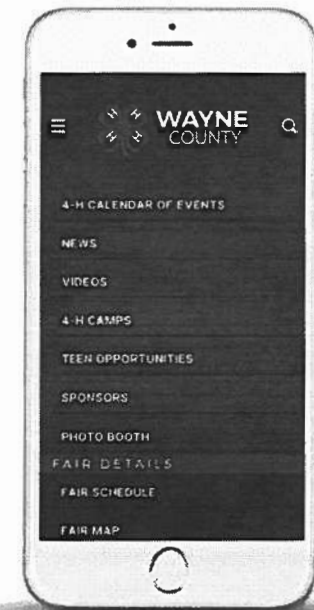 WAYNE
COUNTY
4-H CALENDAR OF EVENTS
NEWS
VIDEOS
4-H CAMPS
TEEN OPPORTUNITIES
SPONSORS
PHOTO BOOTH
FAIR DETAILS
FAIR SCHEDULE
FAIR MAP